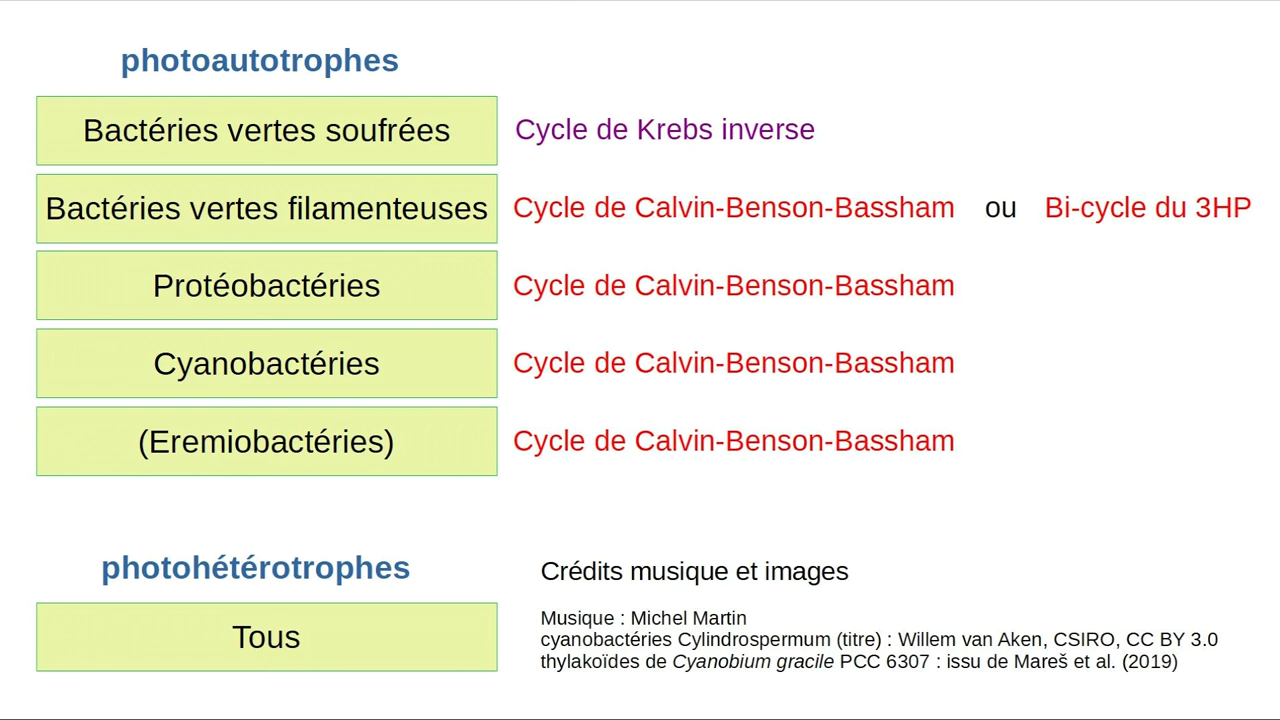 photoautotrophes
Bactéries vertes soufrées
Cycle de Krebs inverse
Bactéries vertes filamenteuses
Cycle de Calvin-Benson-Bassham ou Bi-cycle du 3HP
Protéobactéries
Cycle de Calvin-Benson-Bassham
Cyanobactéries
Cycle de Calvin-Benson-Bassham
(Eremiobactéries)
Cycle de Calvin-Benson-Bassham
photohétérotrophes
Tous
Crédits musique et images
Musique : Michel Martin
cyanobactéries Cylindrospermum (titre) : Willem van Aken, CSIRO, CC BY 3.0
thylakoïdes de Cyanobium gracile PCC 6307 : issu de Mareš et al. (2019)